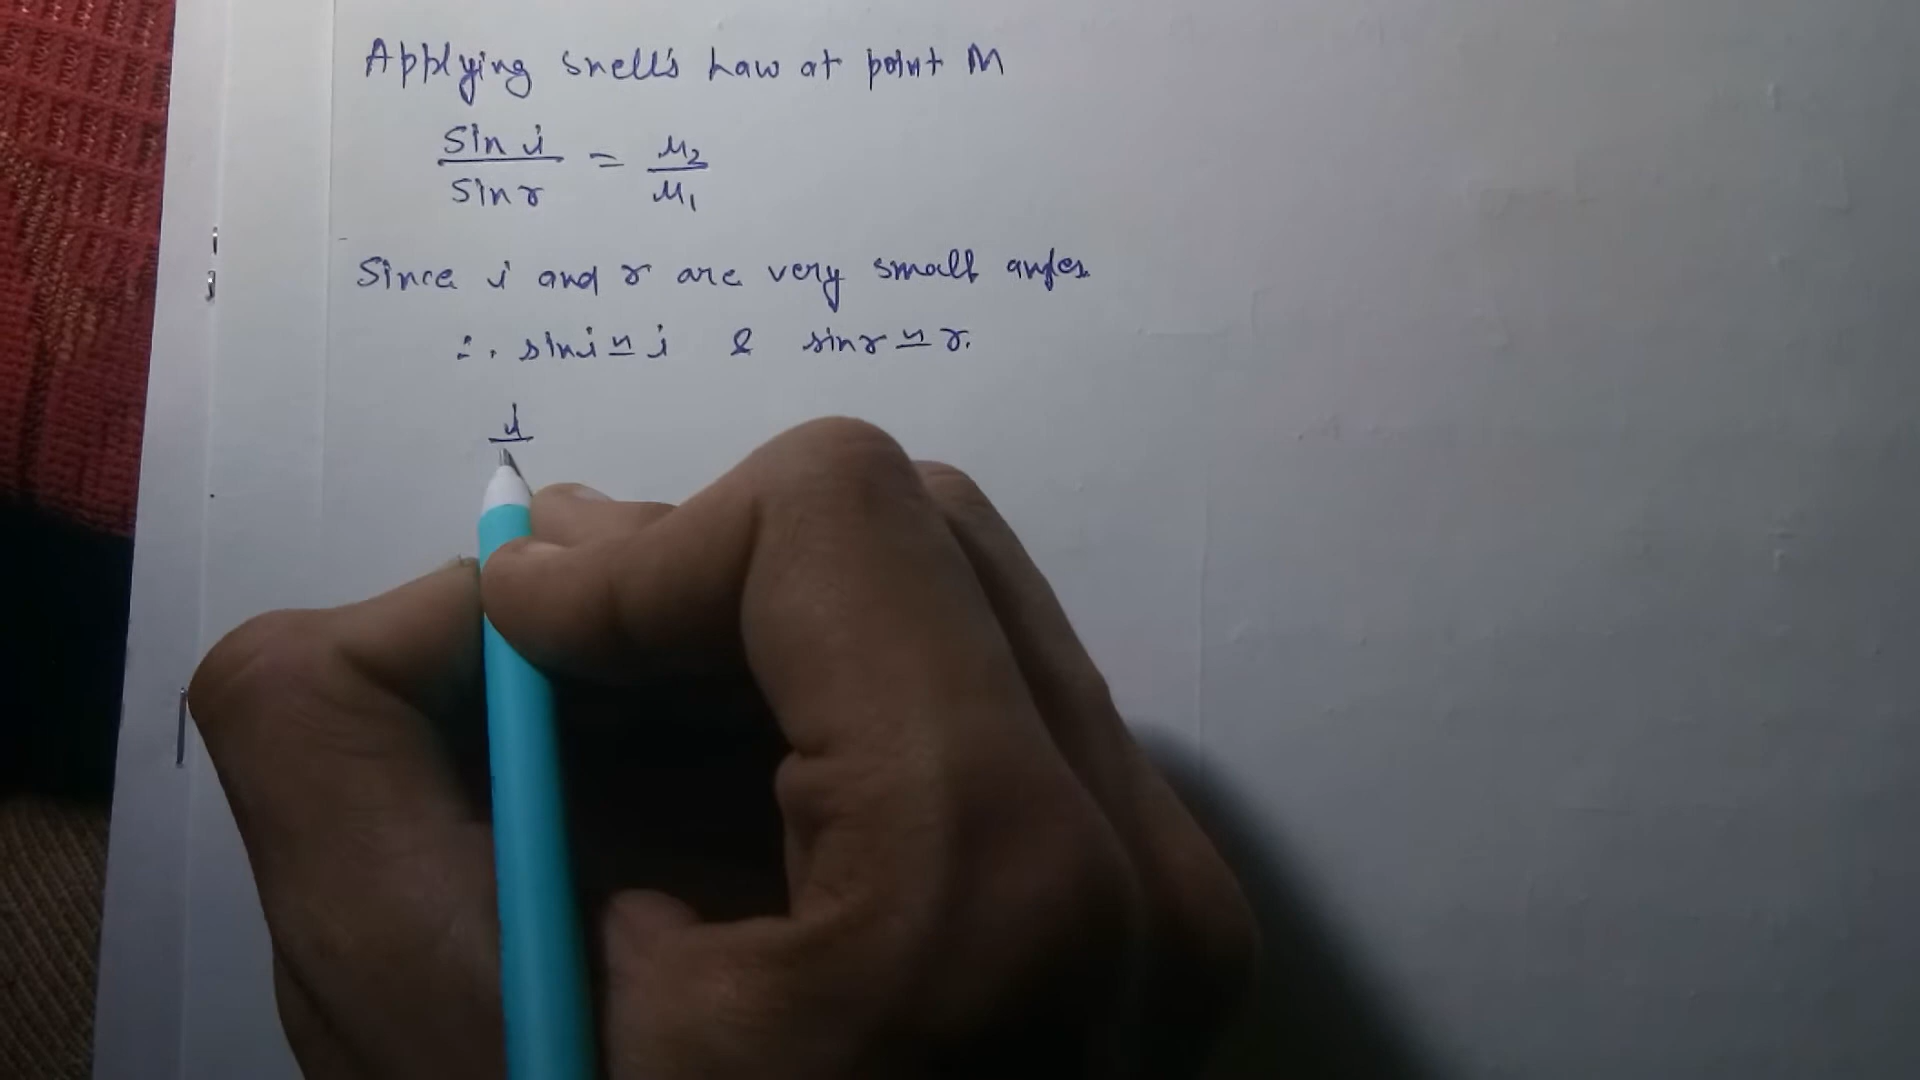 Applying snell's Law at point M
sin i / sin r = μ2 / μ1
Since i and r are very small angles
∴ sin i ≃ i & sin r ≃ r.
i